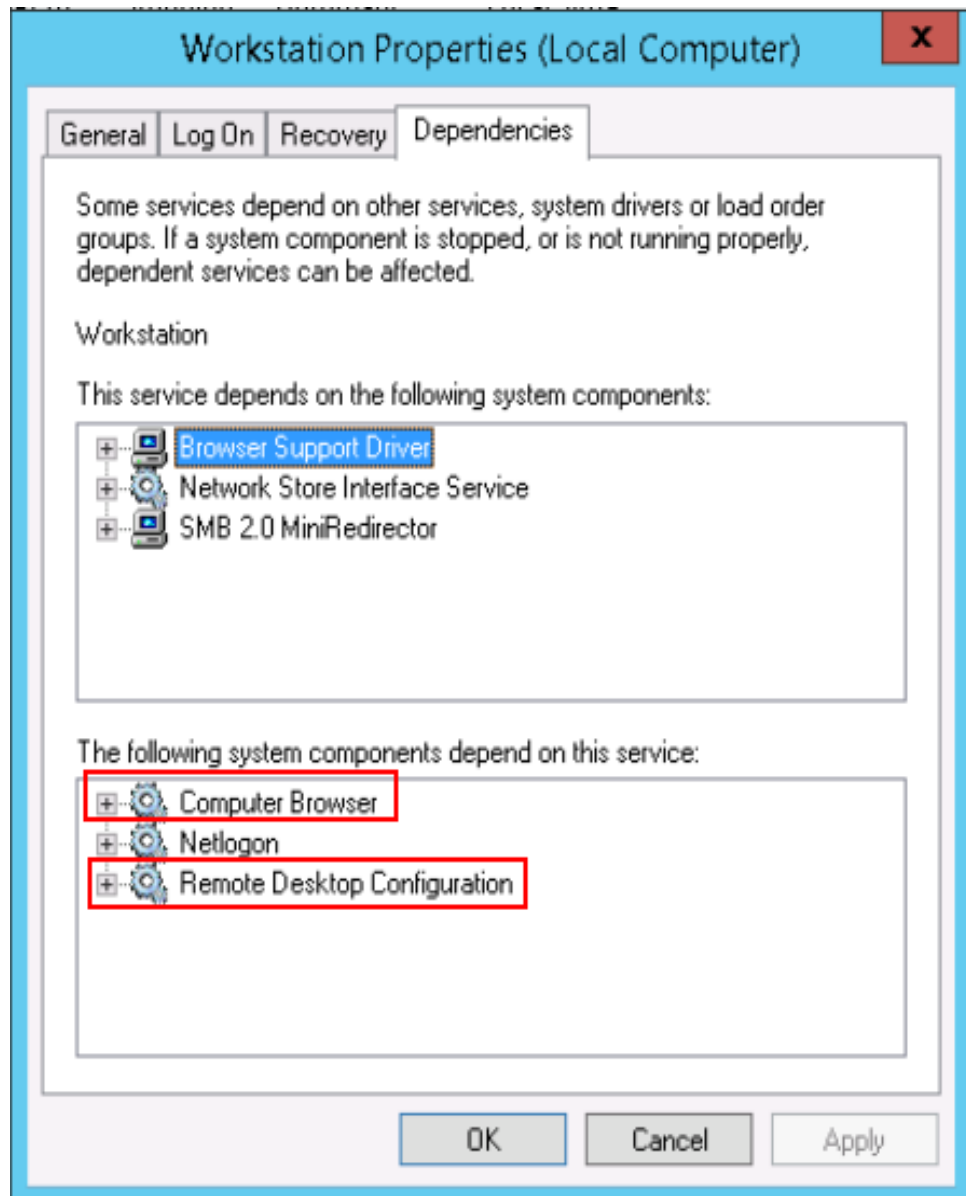 Workstation Properties (Local Computer)
x
General Log On Recovery Dependencies
Some services depend on other services, system drivers or load order
groups. If a system component is stopped, or is not running properly,
dependent services can be affected.
Workstation
This service depends on the following system components:
Browser Support Driver
Network Store Interface Service
SMB 2.0 MiniRedirector
The following system components depend on this service:
Computer Browser
Netlogon
Remote Desktop Configuration
OK Cancel Apply